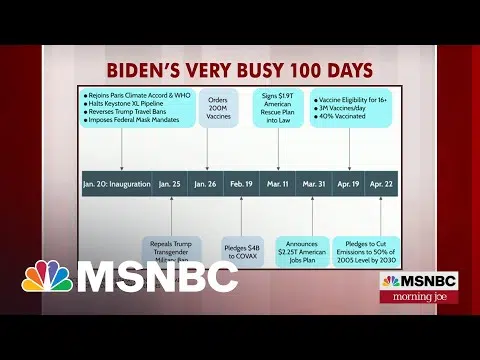 BIDEN'S VERY BUSY 100 DAYS
• Rejoins Paris Climate Accord & WHO
• Halts Keystone XL Pipeline
• Reverses Trump Travel Bans
• Imposes Federal Mask Mandates
Orders
200M
Vaccines
Signs $1.9T
American
Rescue Plan
into Law
• Vaccine Eligibility for 16+
• 3M Vaccines/day
• 40% Vaccinated
Jan. 20: Inauguration
Jan. 25
Jan. 26
Feb. 19
Mar. 11
Mar. 31
Apr. 19
Apr. 22
Repeals Trump
Transgender
Military Ban
Pledges $4B
to COVAX
Announces
$2.25T American
Jobs Plan
Pledges to Cut
Emissions to 50% of
2005 Level by 2030
MSNBC
MSNBC
morning joe